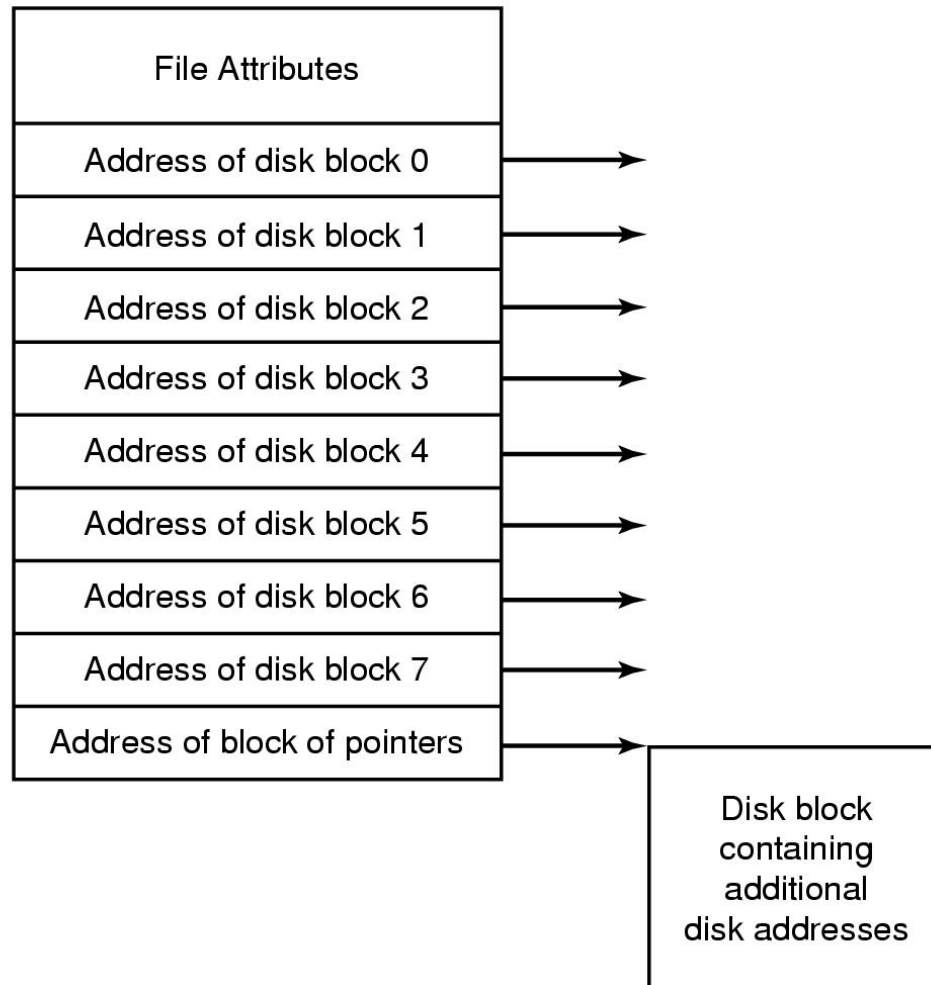 File Attributes
Address of disk block 0
Address of disk block 1
Address of disk block 2
Address of disk block 3
Address of disk block 4
Address of disk block 5
Address of disk block 6
Address of disk block 7
Address of block of pointers
Disk block
containing
additional
disk addresses